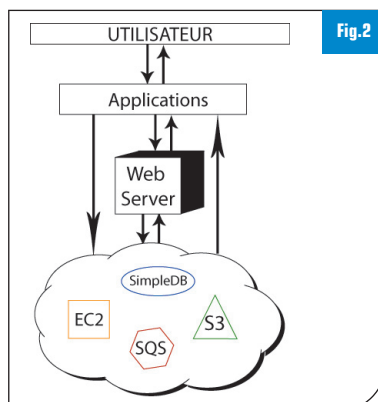 Fig.2
UTILISATEUR
Applications
Web
Server
SimpleDB
EC2
S3
SQS